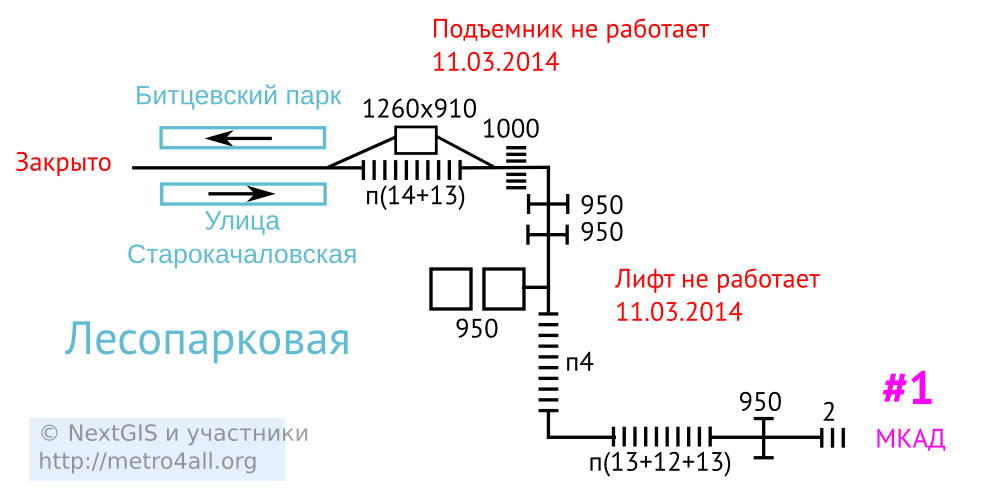 Подъемник не работает
11.03.2014
Битцевский парк
1260x910
1000
Закрыто
п(14+13)
950
Улица
950
Старокачаловская
Лифт не работает
11.03.2014
950
Лесопарковая
п4
#1
950
2
МКАД
© NextGIS и участники
http://metro4all.org
п(13+12+13)